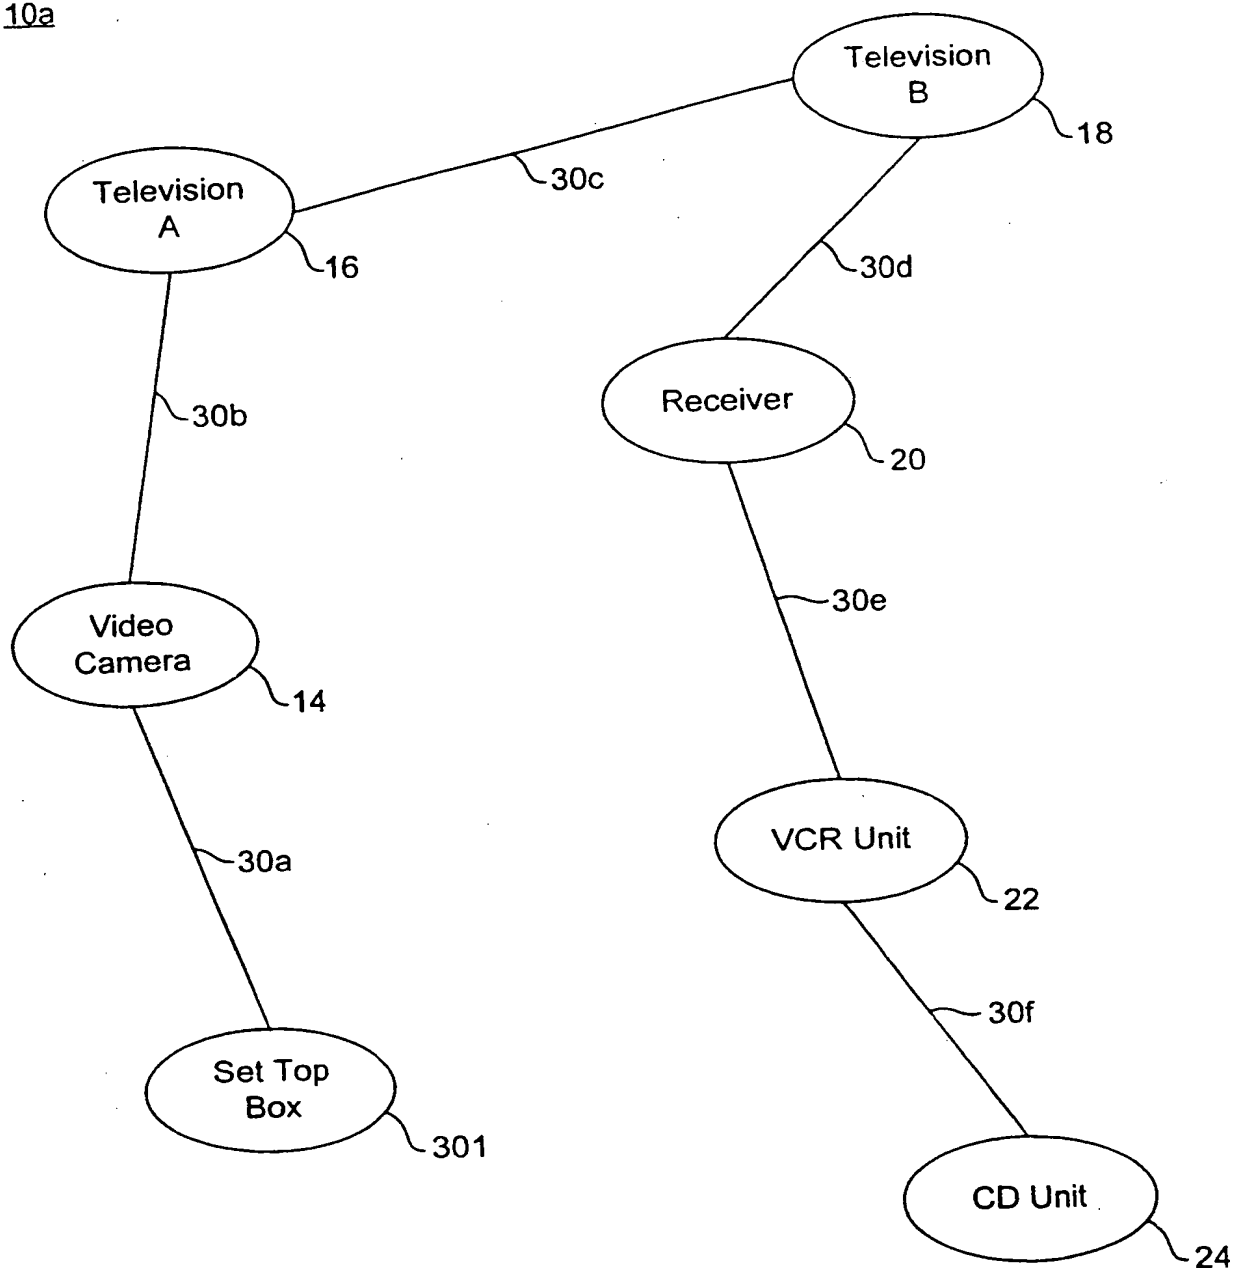 10a
Television
B
18
30c
Television
A
16
30d
Receiver
20
30b
30e
Video
Camera
14
VCR Unit
22
30a
30f
Set Top
Box
301
CD Unit
24